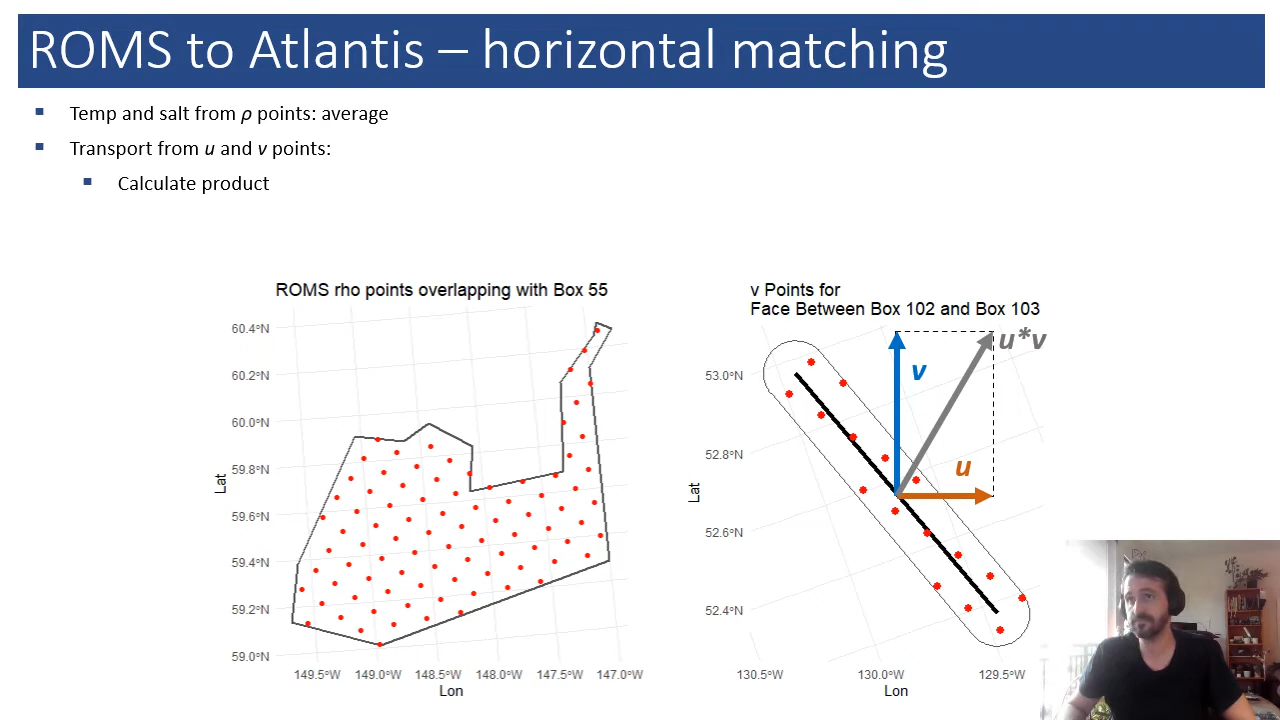 ROMS to Atlantis – horizontal matching
Temp and salt from ρ points: average
Transport from u and v points:
Calculate product
ROMS rho points overlapping with Box 55
60.4°N
60.2°N
60.0°N
59.8°N
59.6°N
59.4°N
59.2°N
59.0°N
Lat
149.5°W 149.0°W 148.5°W 148.0°W 147.5°W 147.0°W
Lon
v Points for
Face Between Box 102 and Box 103
u*v
v
u
53.0°N
52.8°N
52.6°N
52.4°N
Lat
130.5°W 130.0°W 129.5°W
Lon